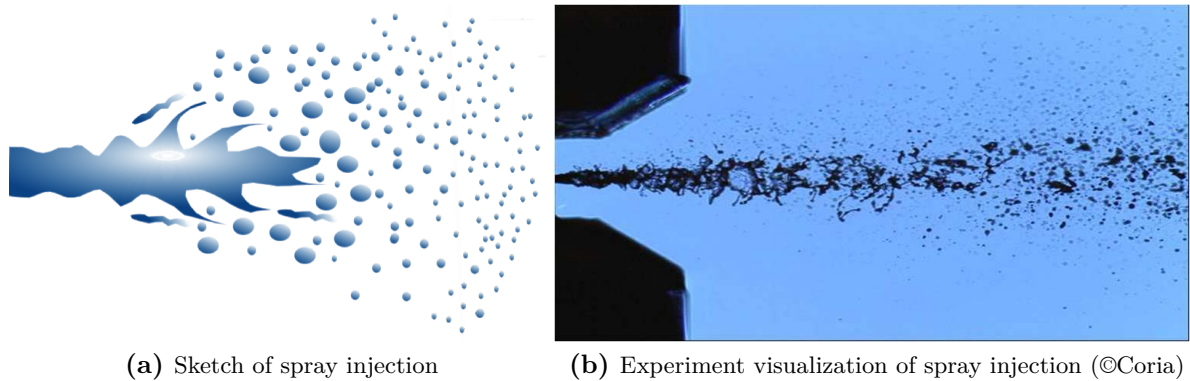 (a) Sketch of spray injection
(b) Experiment visualization of spray injection (©Coria)